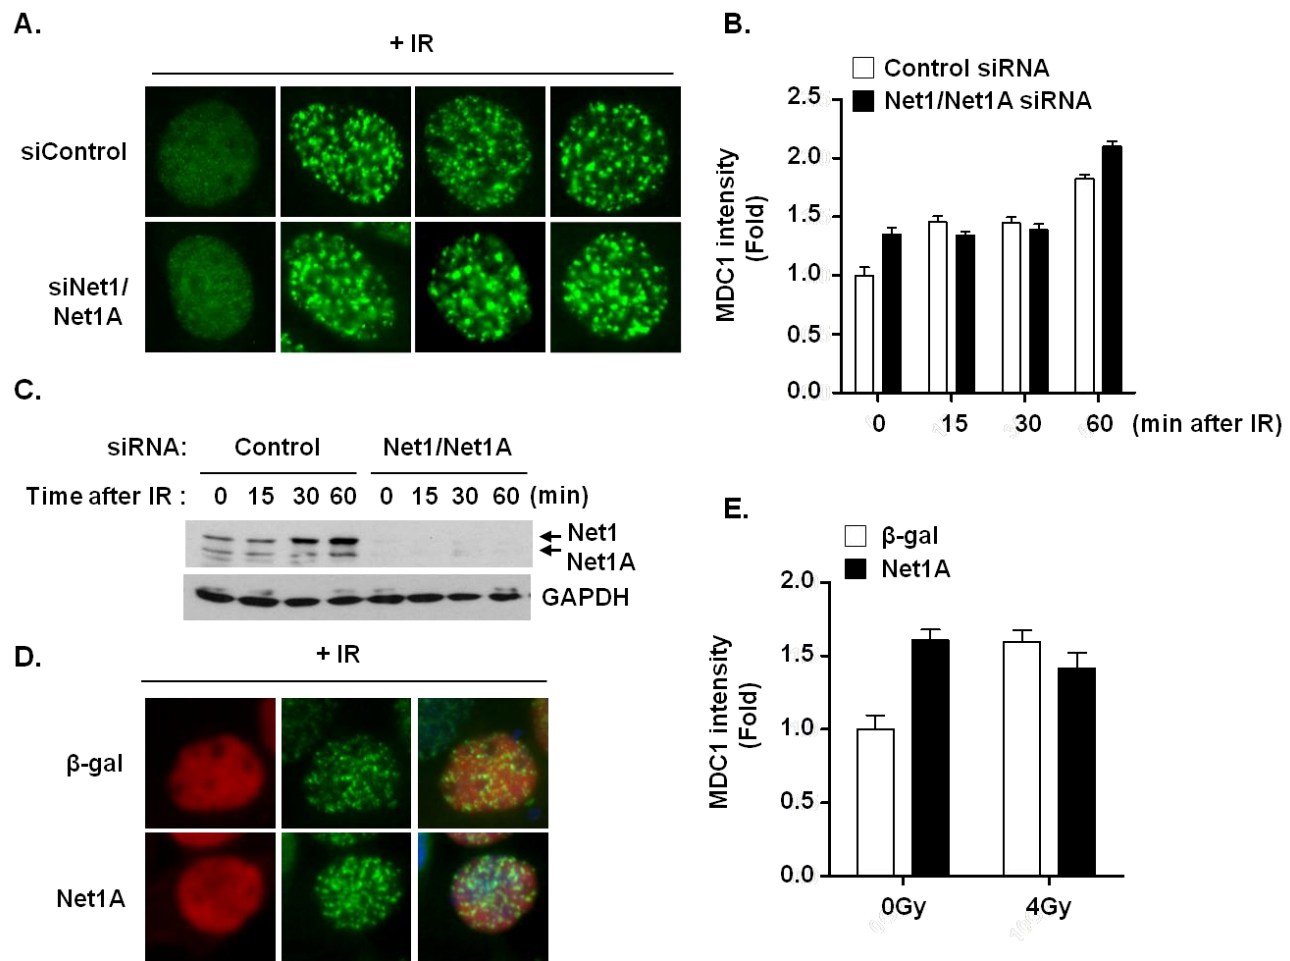 A.
+ IR
siControl
siNet1/
Net1A
B.
Control siRNA
Net1/Net1A siRNA
MDC1 intensity
(Fold)
2.5
2.0
1.5
1.0
0.5
0.0
0 15 30 60 (min after IR)
C.
siRNA: Control Net1/Net1A
Time after IR : 0 15 30 60 0 15 30 60 (min)
Net1
Net1A
GAPDH
D.
+ IR
β-gal
Net1A
E.
β-gal
Net1A
MDC1 intensity
(Fold)
2.0
1.5
1.0
0.5
0.0
0Gy 4Gy